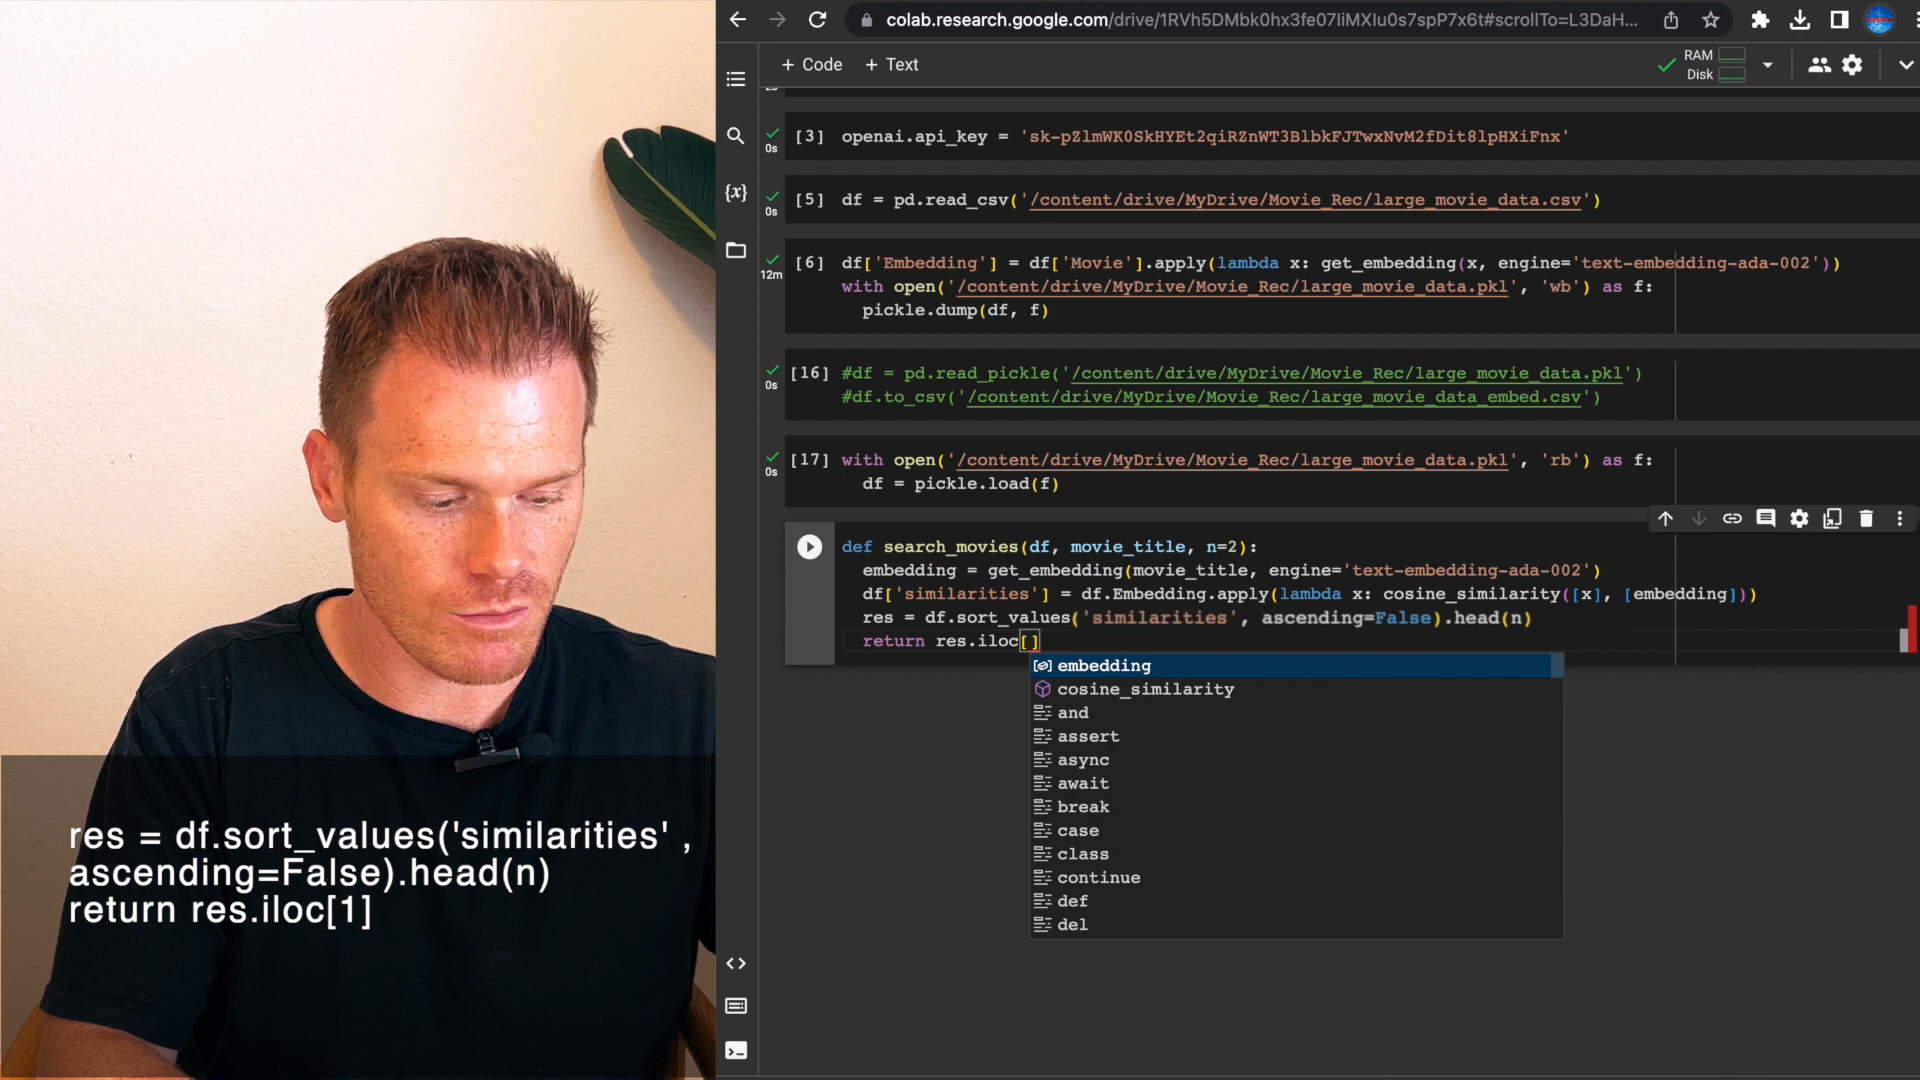 colab.research.google.com/drive/1RVh5DMbk0hx3fe07IiMXIu0s7spP7x6t#scrollTo=L3DaH...
+ Code + Text
RAM
Disk
2s
[3] openai.api_key = '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'
0s
[5] df = pd.read_csv('/content/drive/MyDrive/Movie_Rec/large_movie_data.csv')
0s
[6] df['Embedding'] = df['Movie'].apply(lambda x: get_embedding(x, engine='text-embedding-ada-002'))
12m
with open('/content/drive/MyDrive/Movie_Rec/large_movie_data.pkl', 'wb') as f:
pickle.dump(df, f)
[16] #df = pd.read_pickle('/content/drive/MyDrive/Movie_Rec/large_movie_data.pkl')
0s
#df.to_csv('/content/drive/MyDrive/Movie_Rec/large_movie_data_embed.csv')
[17] with open('/content/drive/MyDrive/Movie_Rec/large_movie_data.pkl', 'rb') as f:
0s
df = pickle.load(f)
def search_movies(df, movie_title, n=2):
embedding = get_embedding(movie_title, engine='text-embedding-ada-002')
df['similarities'] = df.Embedding.apply(lambda x: cosine_similarity([x], [embedding]))
res = df.sort_values('similarities', ascending=False).head(n)
return res.iloc[]
embedding
cosine_similarity
and
assert
async
await
break
case
class
continue
def
del
res = df.sort_values('similarities' ,
ascending=False).head(n)
return res.iloc[1]